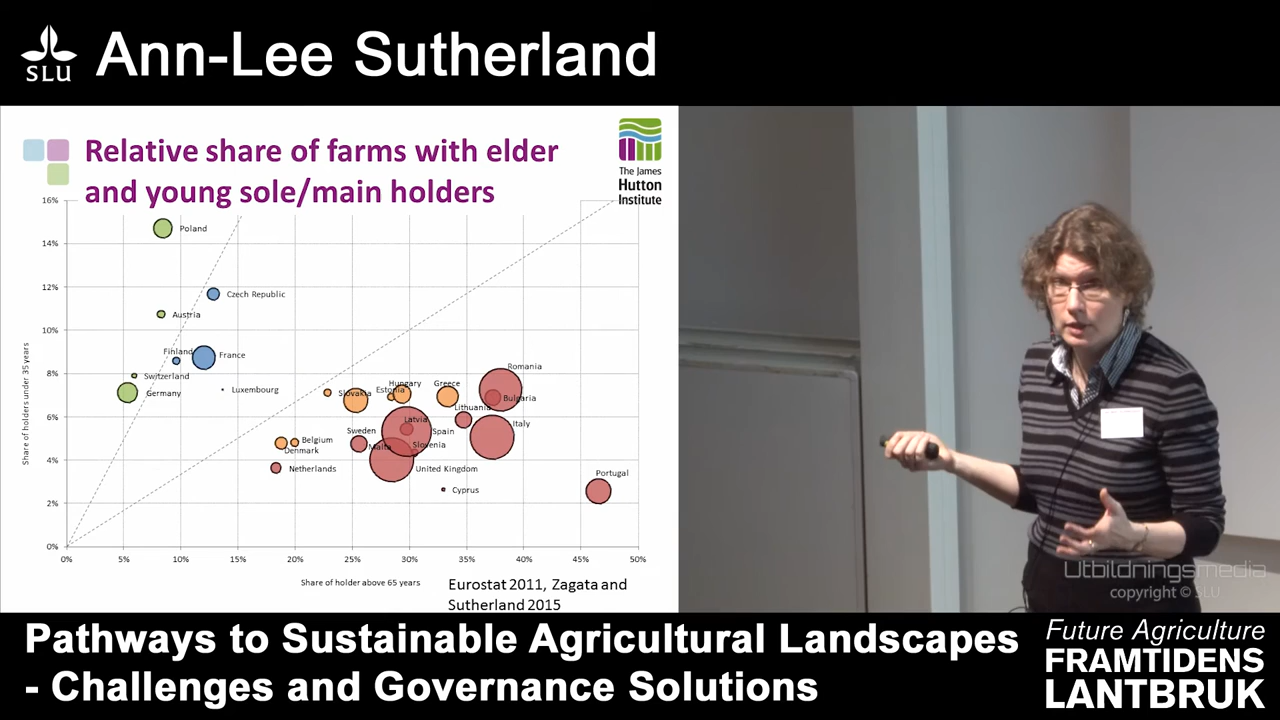 SLU
Ann-Lee Sutherland
Relative share of farms with elder
and young sole/main holders
The James
Hutton
Institute
16%
14%
12%
10%
8%
6%
4%
2%
0%
Share of holders under 35 years
Poland
Czech Republic
Austria
Finland
France
Switzerland
Germany
Luxembourg
Slovakia
Estonia
Hungary
Greece
Romania
Bulgaria
Lithuania
Latvia
Italy
Sweden
Spain
Belgium
Denmark
Malta
Slovenia
Netherlands
United Kingdom
Portugal
Cyprus
0% 5% 10% 15% 20% 25% 30% 35% 40% 45% 50%
Share of holder above 65 years
Eurostat 2011, Zagata and
Sutherland 2015
Utbildningsmedia
copyright © SLU
Pathways to Sustainable Agricultural Landscapes
- Challenges and Governance Solutions
Future Agriculture
FRAMTIDENS
LANTBRUK